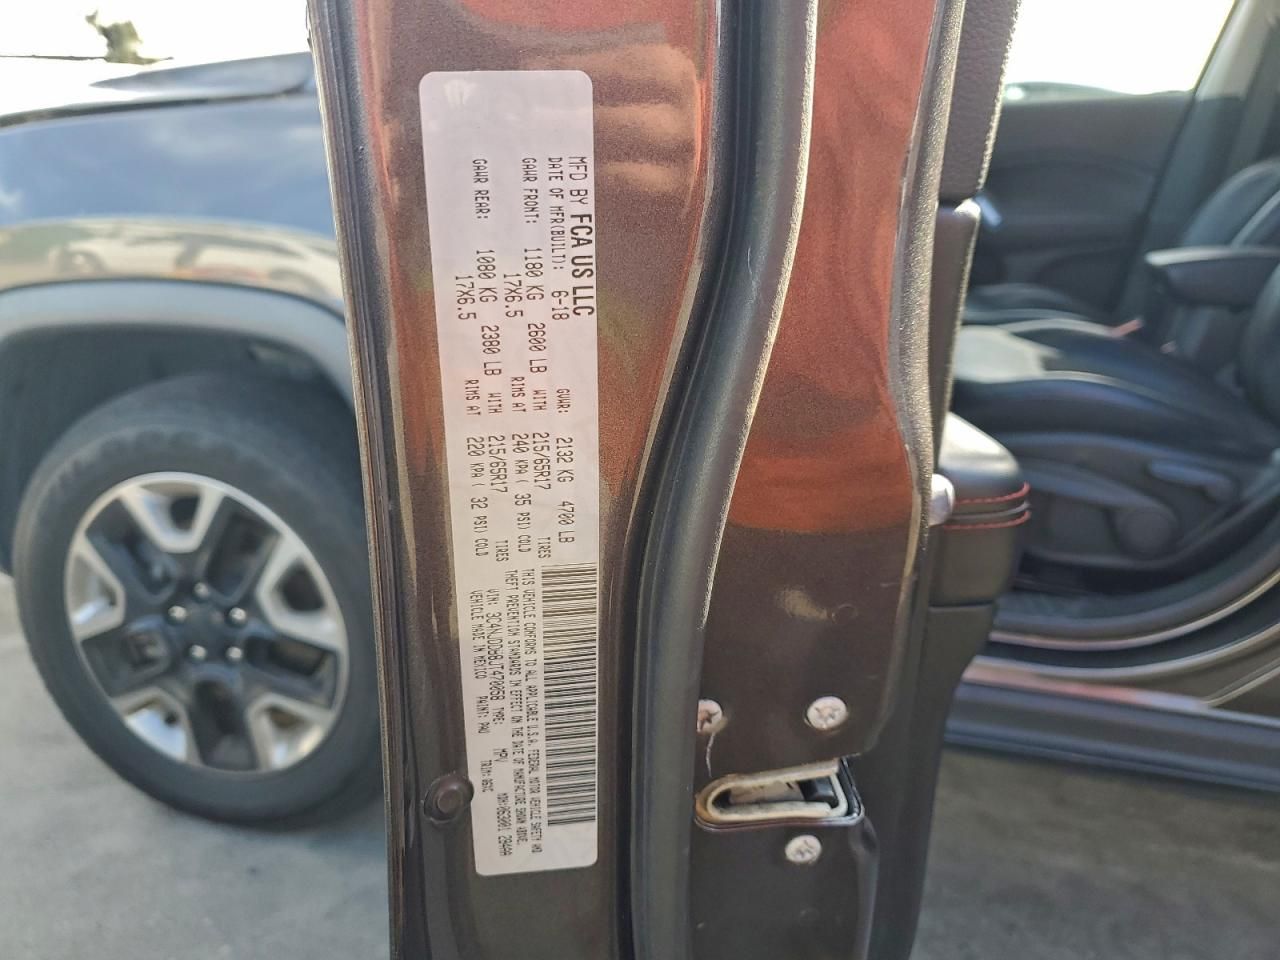 MFD BY FCA US LLC
DATE OF MFR(BUILT): 6-18 GVWR: 2132 KG 4700 LB
GAWR FRONT: 1180 KG 2600 LB WITH 215/65R17 TIRES
17X6.5 RIMS AT 240 KPA( 35 PSI) COLD
GAWR REAR: 1080 KG 2380 LB WITH 215/65R17 TIRES
17X6.5 RIMS AT 220 KPA( 32 PSI) COLD
THIS VEHICLE CONFORMS TO ALL APPLICABLE U.S.A. FEDERAL MOTOR VEHICLE SAFETY AND
THEFT PREVENTION STANDARDS IN EFFECT ON THE DATE OF MANUFACTURE SHOWN ABOVE.
VIN: 3C4NJDDB8JT470058 TYPE: MPV
VEHICLE MADE IN MEXICO PAINT: PAU TRIM: